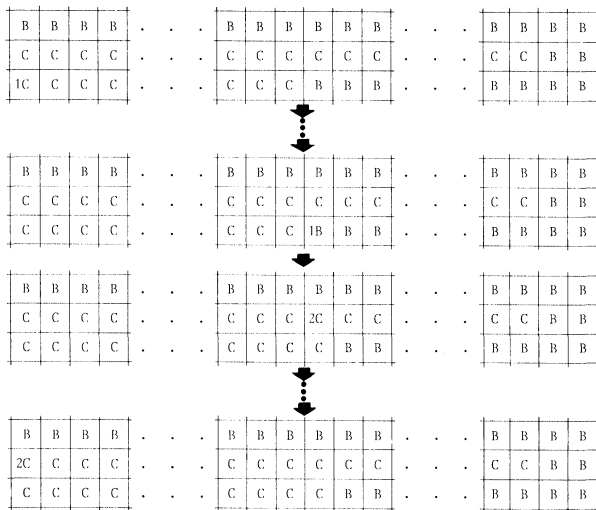 B B B B . . . B B B B B B . . . B B B B
C C C C . . . C C C C C C . . . C C B B
1C C C C . . . C C C B B B . . . B B B B
B B B B . . . B B B B B B . . . B B B B
C C C C . . . C C C C C C . . . C C B B
C C C C . . . C C C 1B B B . . . B B B B
B B B B . . . B B B B B B . . . B B B B
C C C C . . . C C C 2C C C . . . C C B B
C C C C . . . C C C C B B . . . B B B B
B B B B . . . B B B B B B . . . B B B B
2C C C C . . . C C C C C C . . . C C B B
C C C C . . . C C C C B B . . . B B B B